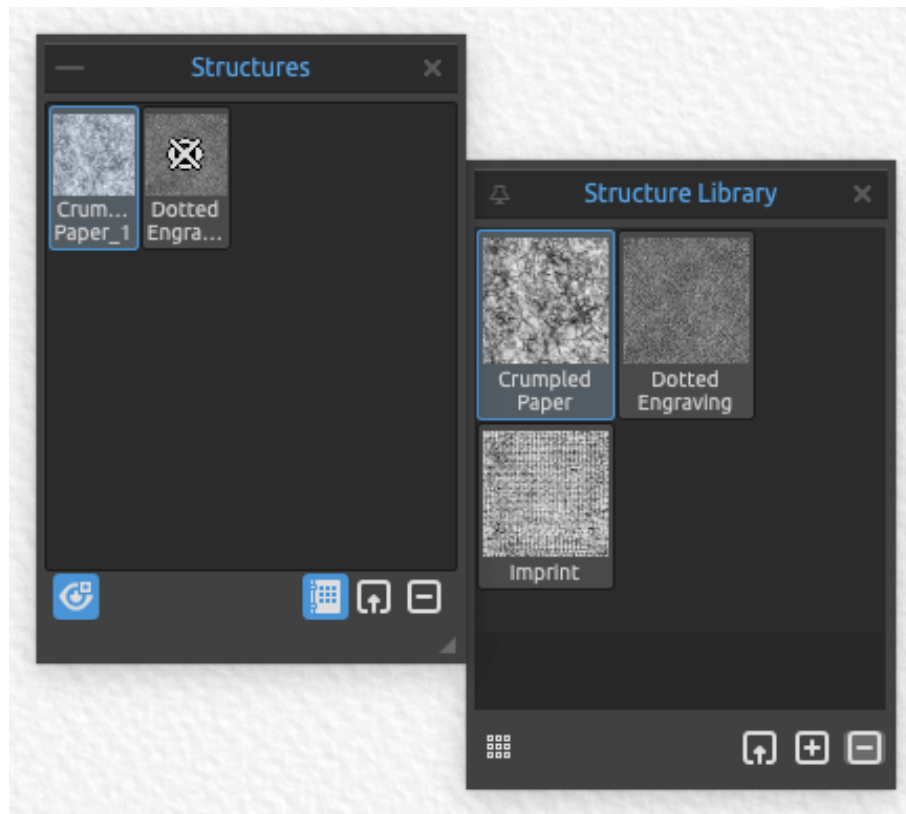 Structures
Crum...
Paper_1
Dotted
Engra...
Structure Library
Crumpled
Paper
Dotted
Engraving
Imprint